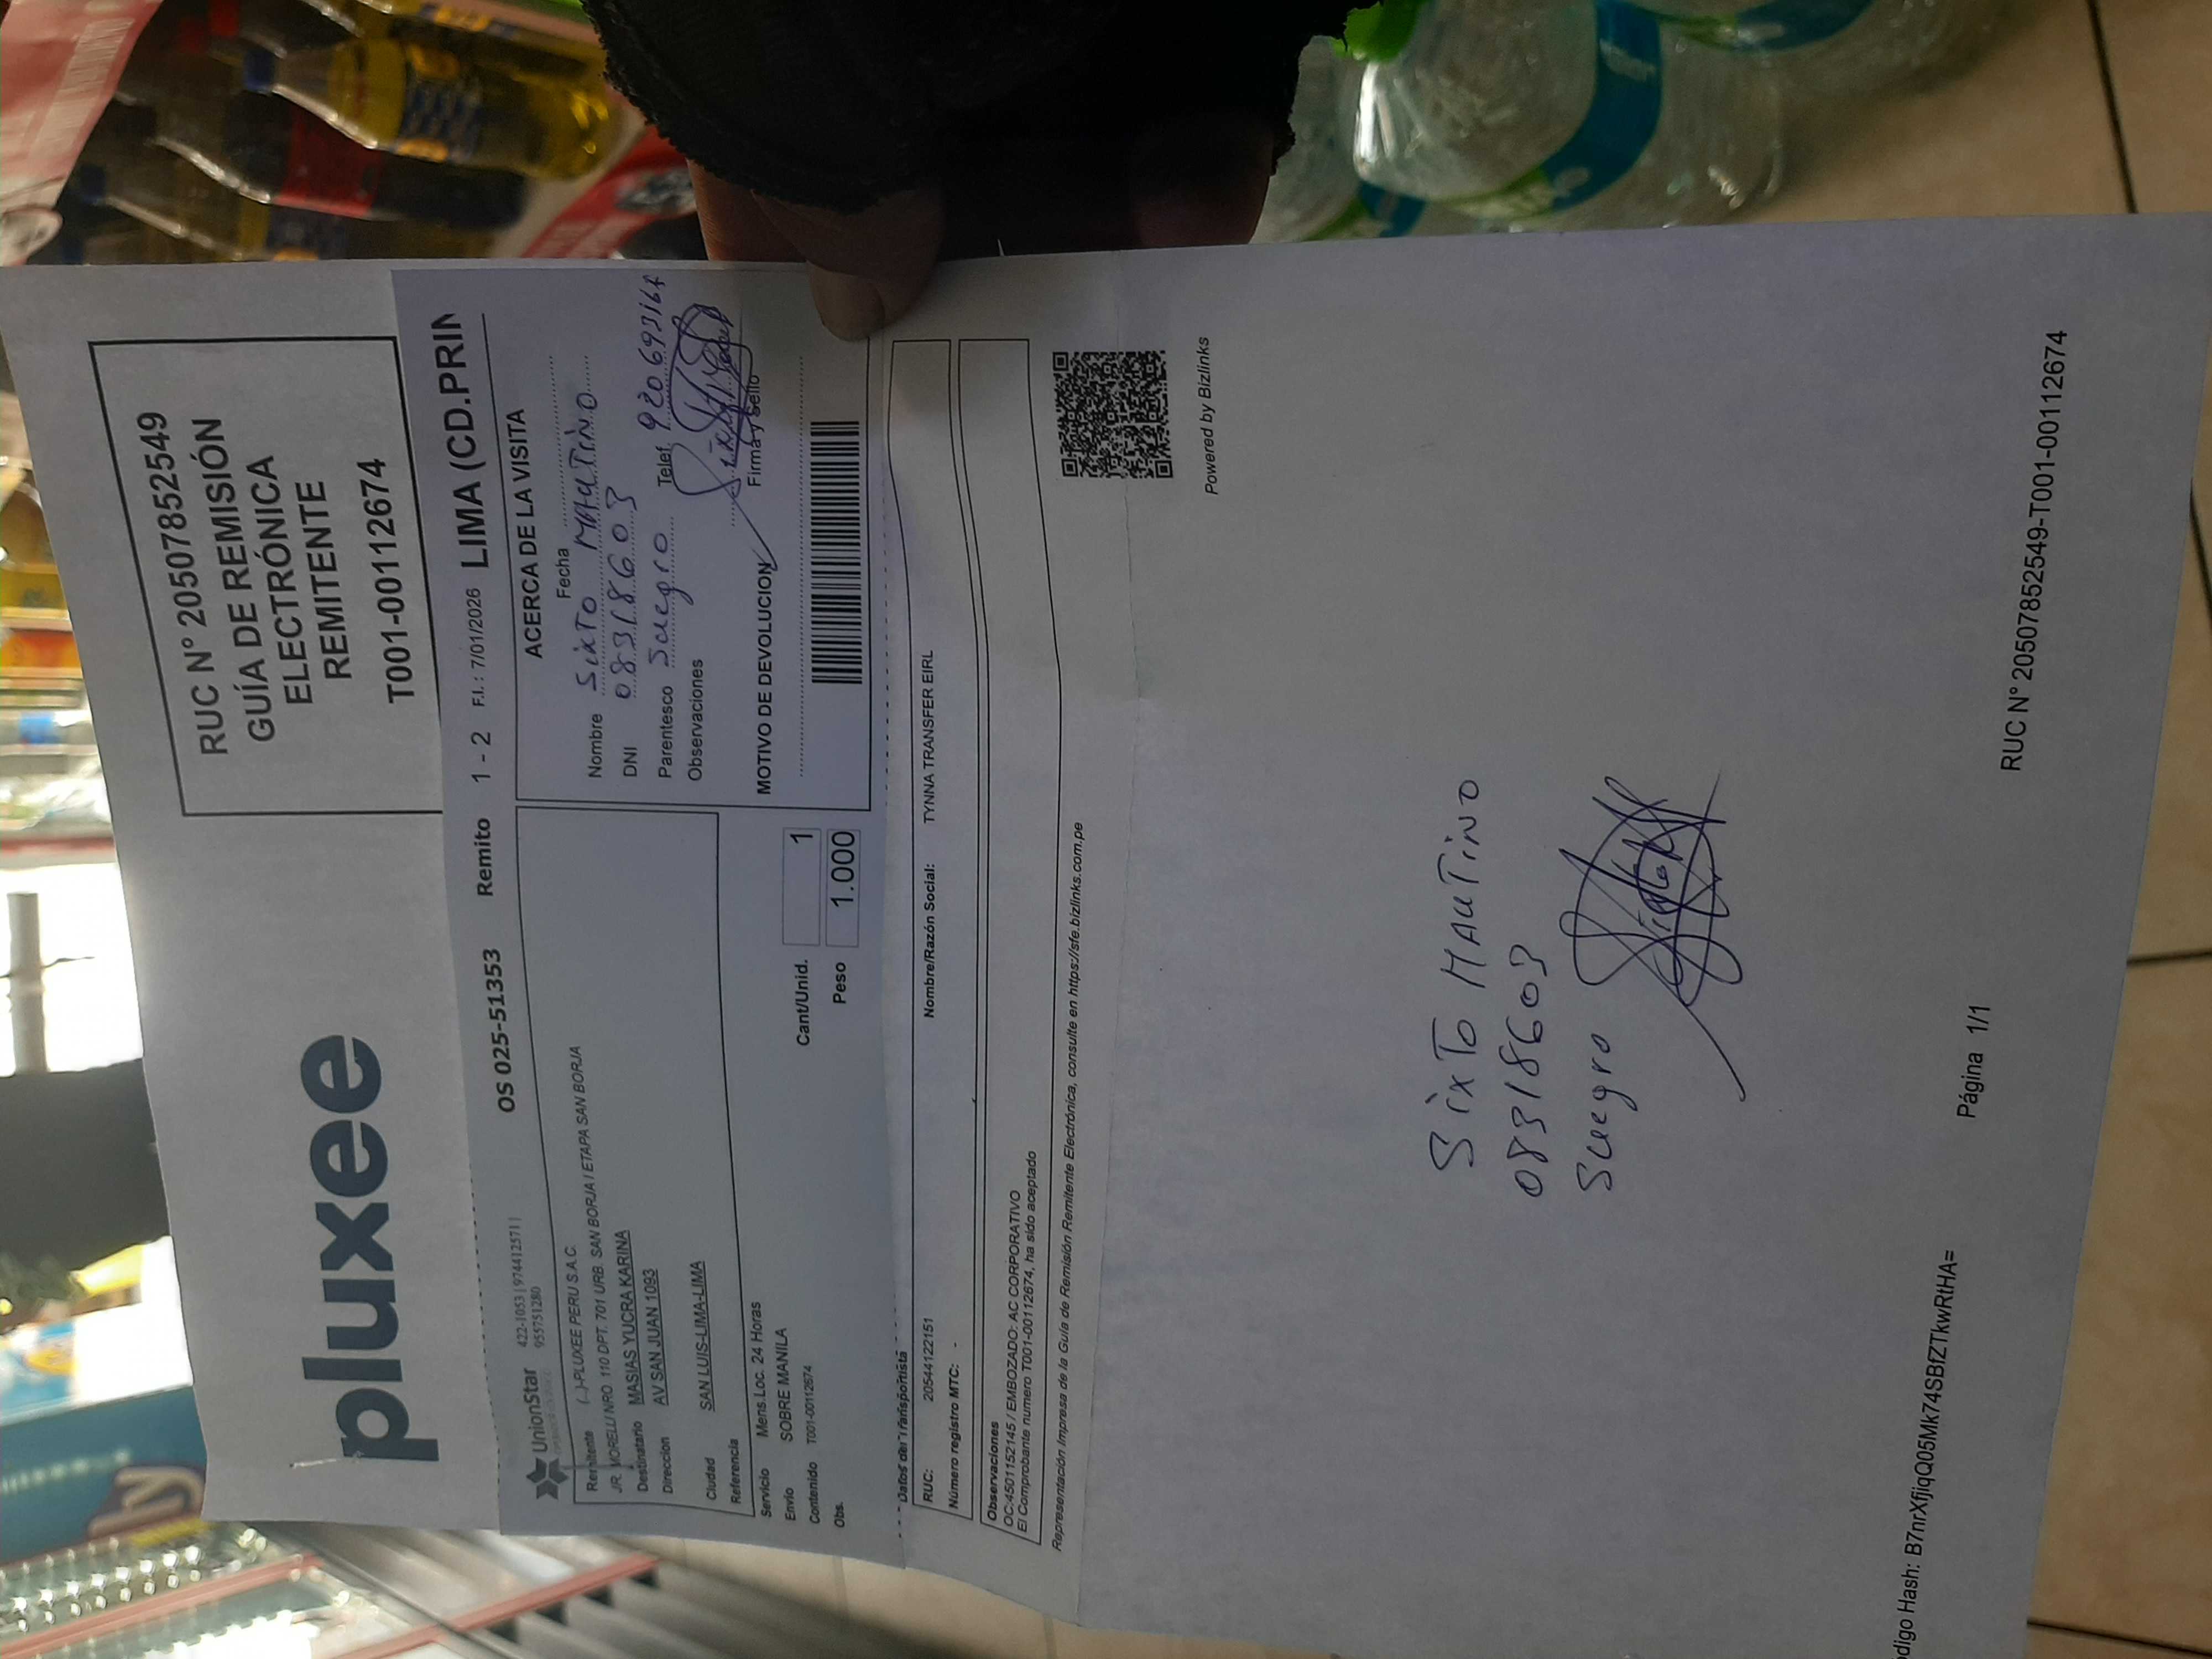 pluxee
RUC N° 20507852549
GUÍA DE REMISIÓN
ELECTRÓNICA
REMITENTE
T001-00112674
UnionStar
422-1053 | 974412571 |
955751280
OS 025-51353 Remito 1 - 2 F.I.: 7/01/2026 LIMA (CD.PRIN
Remitente (...)-PLUXEE PERU S.A.C.
JR. MORELLI NRO. 110 DPT. 701 URB. SAN BORJA I ETAPA SAN BORJA
Destinatario MASIAS YUCRA KARINA
Direccion AV SAN JUAN 1093
Ciudad SAN LUIS-LIMA-LIMA
Referencia
Servicio Mens.Loc. 24 Horas
Envío SOBRE MANILA
Contenido T001-00112674
Obs.
Cant/Unid. 1
Peso 1.000
ACERCA DE LA VISITA
Fecha
Nombre Sixto Mautino
DNI 08318603
Parentesco Suegro Telef 920693164
Observaciones
Firma y Sello
MOTIVO DE DEVOLUCION
Datos del Transportista
RUC: 20544122151 Nombre/Razón Social: TYNNA TRANSFER EIRL
Número registro MTC: -
Observaciones
OC:4501152145 / EMBOZADO: AC CORPORATIVO
El Comprobante numero T001-00112674, ha sido aceptado
Representación Impresa de la Guía de Remisión Remitente Electrónica, consulte en https://sfe.bizlinks.com.pe
Powered by Bizlinks
Sixto Mautino
08318603
Suegro
digo Hash: B7nrXfjiqQ05Mk74SBfZTkwRtHA=
Página 1/1
RUC N° 20507852549-T001-00112674